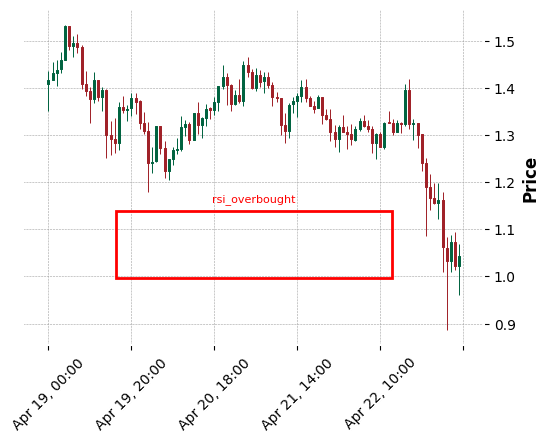 1.5
1.4
1.3
1.2
1.1
1.0
0.9
Price
rsi_overbought
Apr 19, 00:00
Apr 19, 20:00
Apr 20, 18:00
Apr 21, 14:00
Apr 22, 10:00